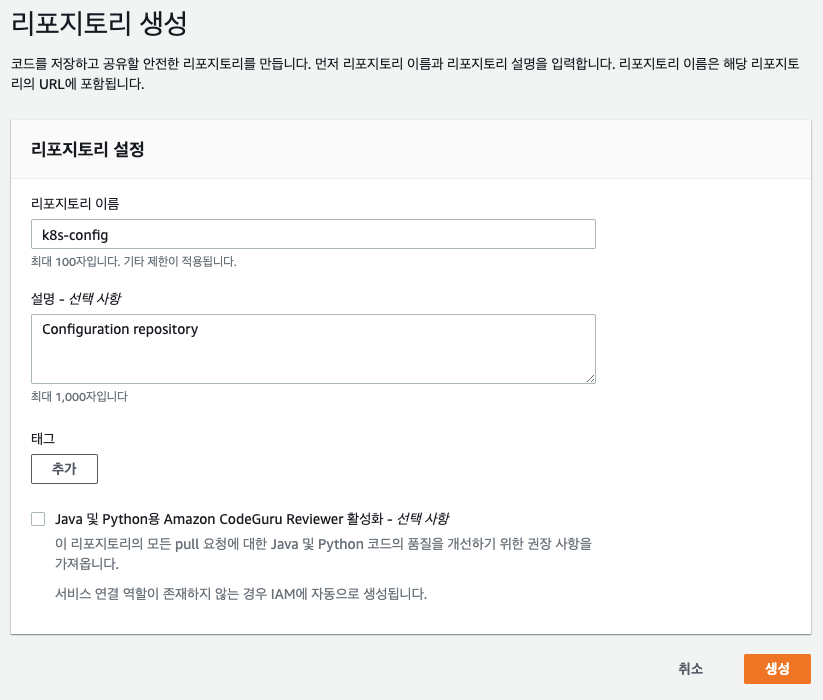 리포지토리 생성
코드를 저장하고 공유할 안전한 리포지토리를 만듭니다. 먼저 리포지토리 이름과 리포지토리 설명을 입력합니다. 리포지토리 이름은 해당 리포지토
리의 URL에 포함됩니다.
리포지토리 설정
리포지토리 이름
k8s-config
최대 100자입니다. 기타 제한이 적용됩니다.
설명 - 선택 사항
Configuration repository
최대 1,000자입니다
태그
추가
Java 및 Python용 Amazon CodeGuru Reviewer 활성화 - 선택 사항
이 리포지토리의 모든 pull 요청에 대한 Java 및 Python 코드의 품질을 개선하기 위한 권장 사항을
가져옵니다.
서비스 연결 역할이 존재하지 않는 경우 IAM에 자동으로 생성됩니다.
취소 생성